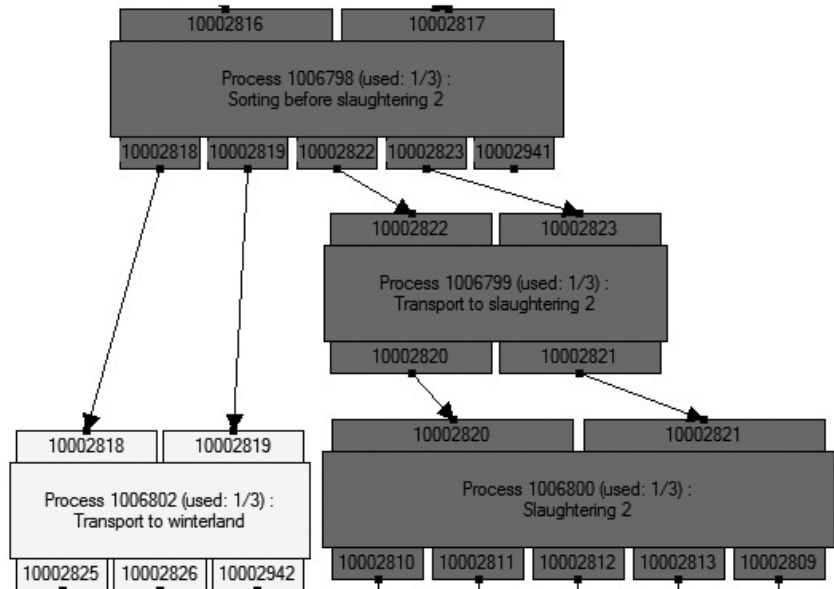 10002816 10002817
Process 1006798 (used: 1/3) :
Sorting before slaughtering 2
10002818 10002819 10002822 10002823 10002941
10002822 10002823
Process 1006799 (used: 1/3) :
Transport to slaughtering 2
10002820 10002821
10002818 10002819
Process 1006802 (used: 1/3) :
Transport to winterland
10002825 10002826 10002942
10002820 10002821
Process 1006800 (used: 1/3) :
Slaughtering 2
10002810 10002811 10002812 10002813 10002809